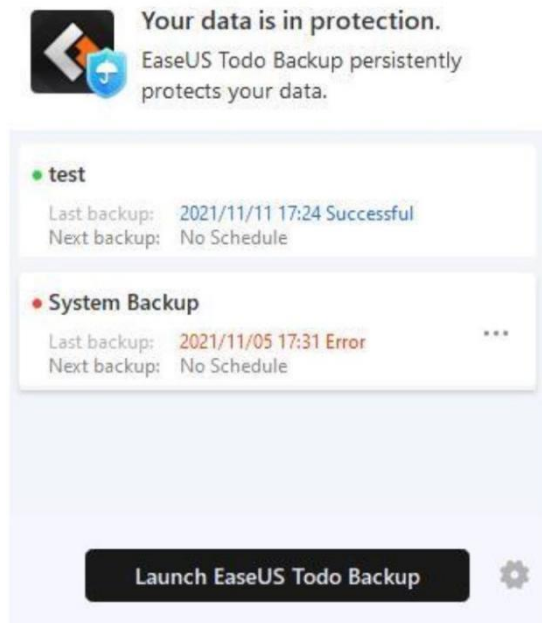 Your data is in protection.
EaseUS Todo Backup persistently
protects your data.
test
Last backup: 2021/11/11 17:24 Successful
Next backup: No Schedule
System Backup
Last backup: 2021/11/05 17:31 Error
Next backup: No Schedule
Launch EaseUS Todo Backup